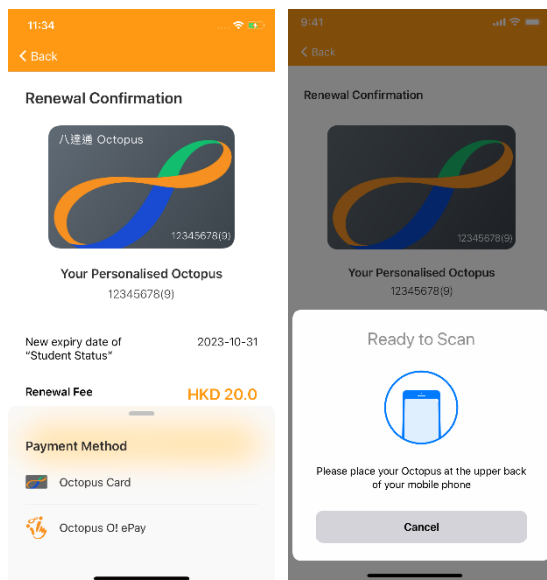 11:34
Back
Renewal Confirmation
八達通 Octopus
12345678(9)
Your Personalised Octopus
12345678(9)
New expiry date of
“Student Status”
2023-10-31
Renewal Fee
HKD 20.0
Payment Method
Octopus Card
Octopus O! ePay
9:41
Back
Renewal Confirmation
12345678(9)
Your Personalised Octopus
12345678(9)
Ready to Scan
Please place your Octopus at the upper back
of your mobile phone
Cancel